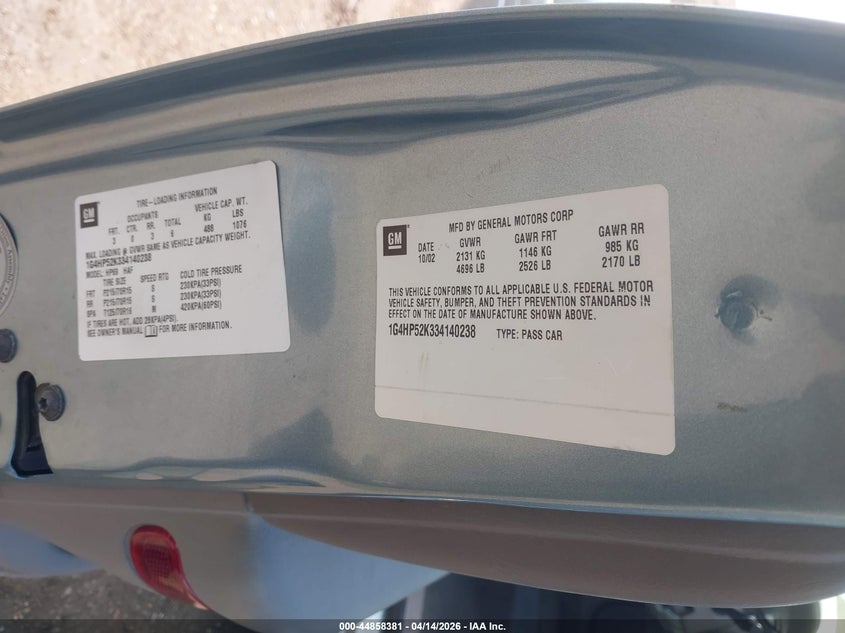 GM
TIRE-LOADING INFORMATION
OCCUPANTS VEHICLE CAP. WT.
FRT. CTR. RR. TOTAL KG LBS
3 0 3 6 488 1076
MAX. LOADING @ GVWR SAME AS VEHICLE CAPACITY WEIGHT.
1G4HP52K334140238
MODEL HP69 HAF
TIRE SIZE SPEED RTG COLD TIRE PRESSURE
FRT P215/70R15 S 230KPA(33PSI)
RR P215/70R15 S 230KPA(33PSI)
SPA T125/70R15 M 420KPA(60PSI)
IF TIRES ARE HOT, ADD 28KPA(4PSI)
SEE OWNER'S MANUAL FOR MORE INFORMATION.
GM
MFD BY GENERAL MOTORS CORP
DATE GVWR GAWR FRT GAWR RR
10/02 2131 KG 1146 KG 985 KG
4696 LB 2526 LB 2170 LB
THIS VEHICLE CONFORMS TO ALL APPLICABLE U.S. FEDERAL MOTOR
VEHICLE SAFETY, BUMPER, AND THEFT PREVENTION STANDARDS IN
EFFECT ON THE DATE OF MANUFACTURE SHOWN ABOVE.
1G4HP52K334140238 TYPE: PASS CAR
000-44858381 - 04/14/2026 - IAA Inc.